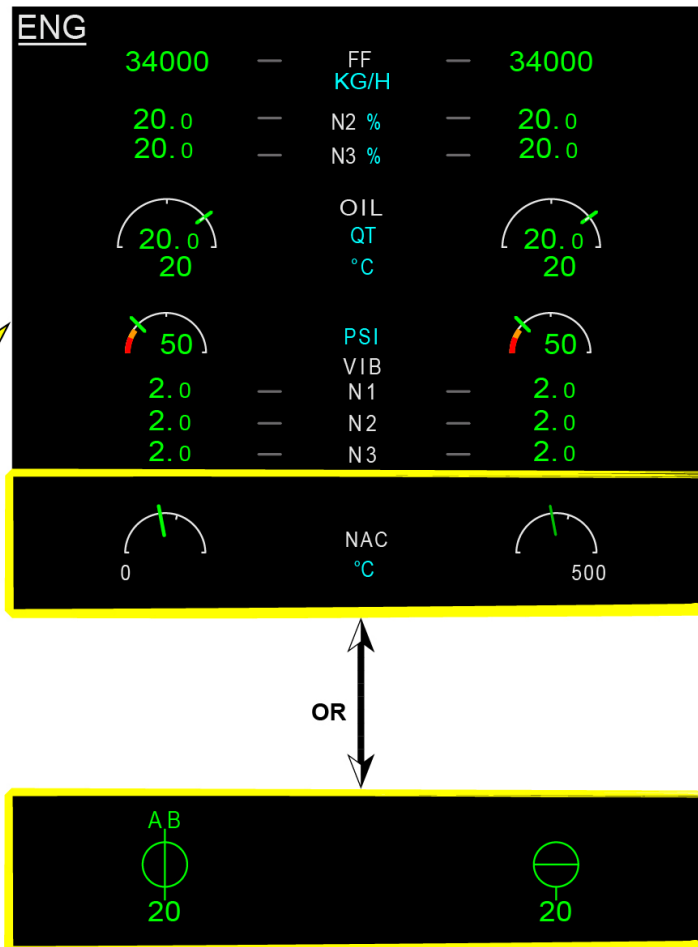 ENG
34000 — FF — 34000
KG/H
20.0 — N2 % — 20.0
20.0 — N3 % — 20.0
OIL
20.0 QT 20.0
20 °C 20
50 PSI 50
VIB
2.0 — N1 — 2.0
2.0 — N2 — 2.0
2.0 — N3 — 2.0
NAC
0 °C 500
OR
AB
20 20